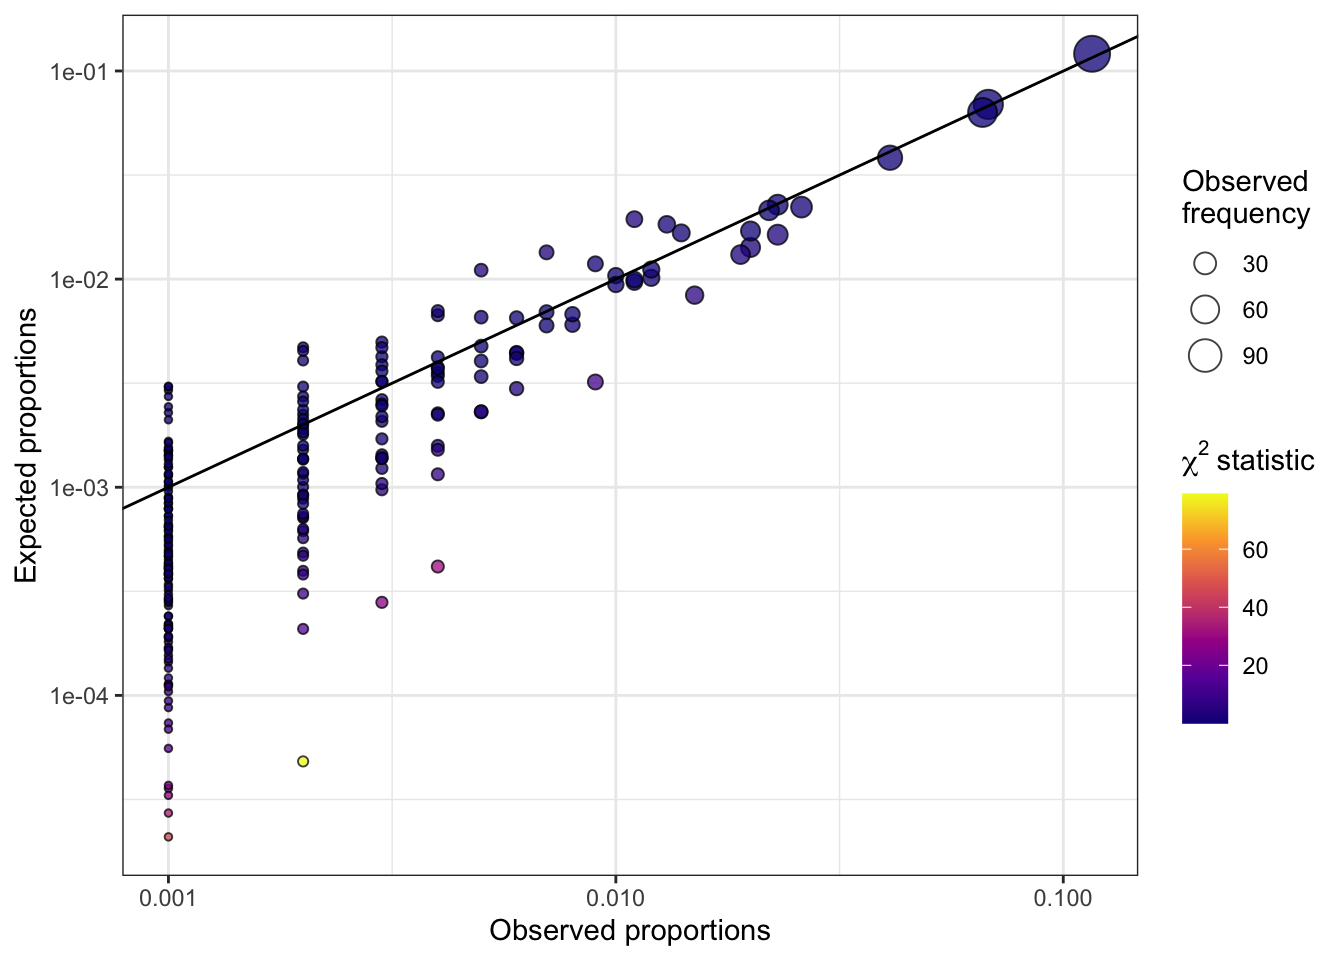 1e-01
1e-02
1e-03
1e-04
Expected proportions
0.001
0.010
0.100
Observed proportions
Observed
frequency
30
60
90
χ² statistic
60
40
20